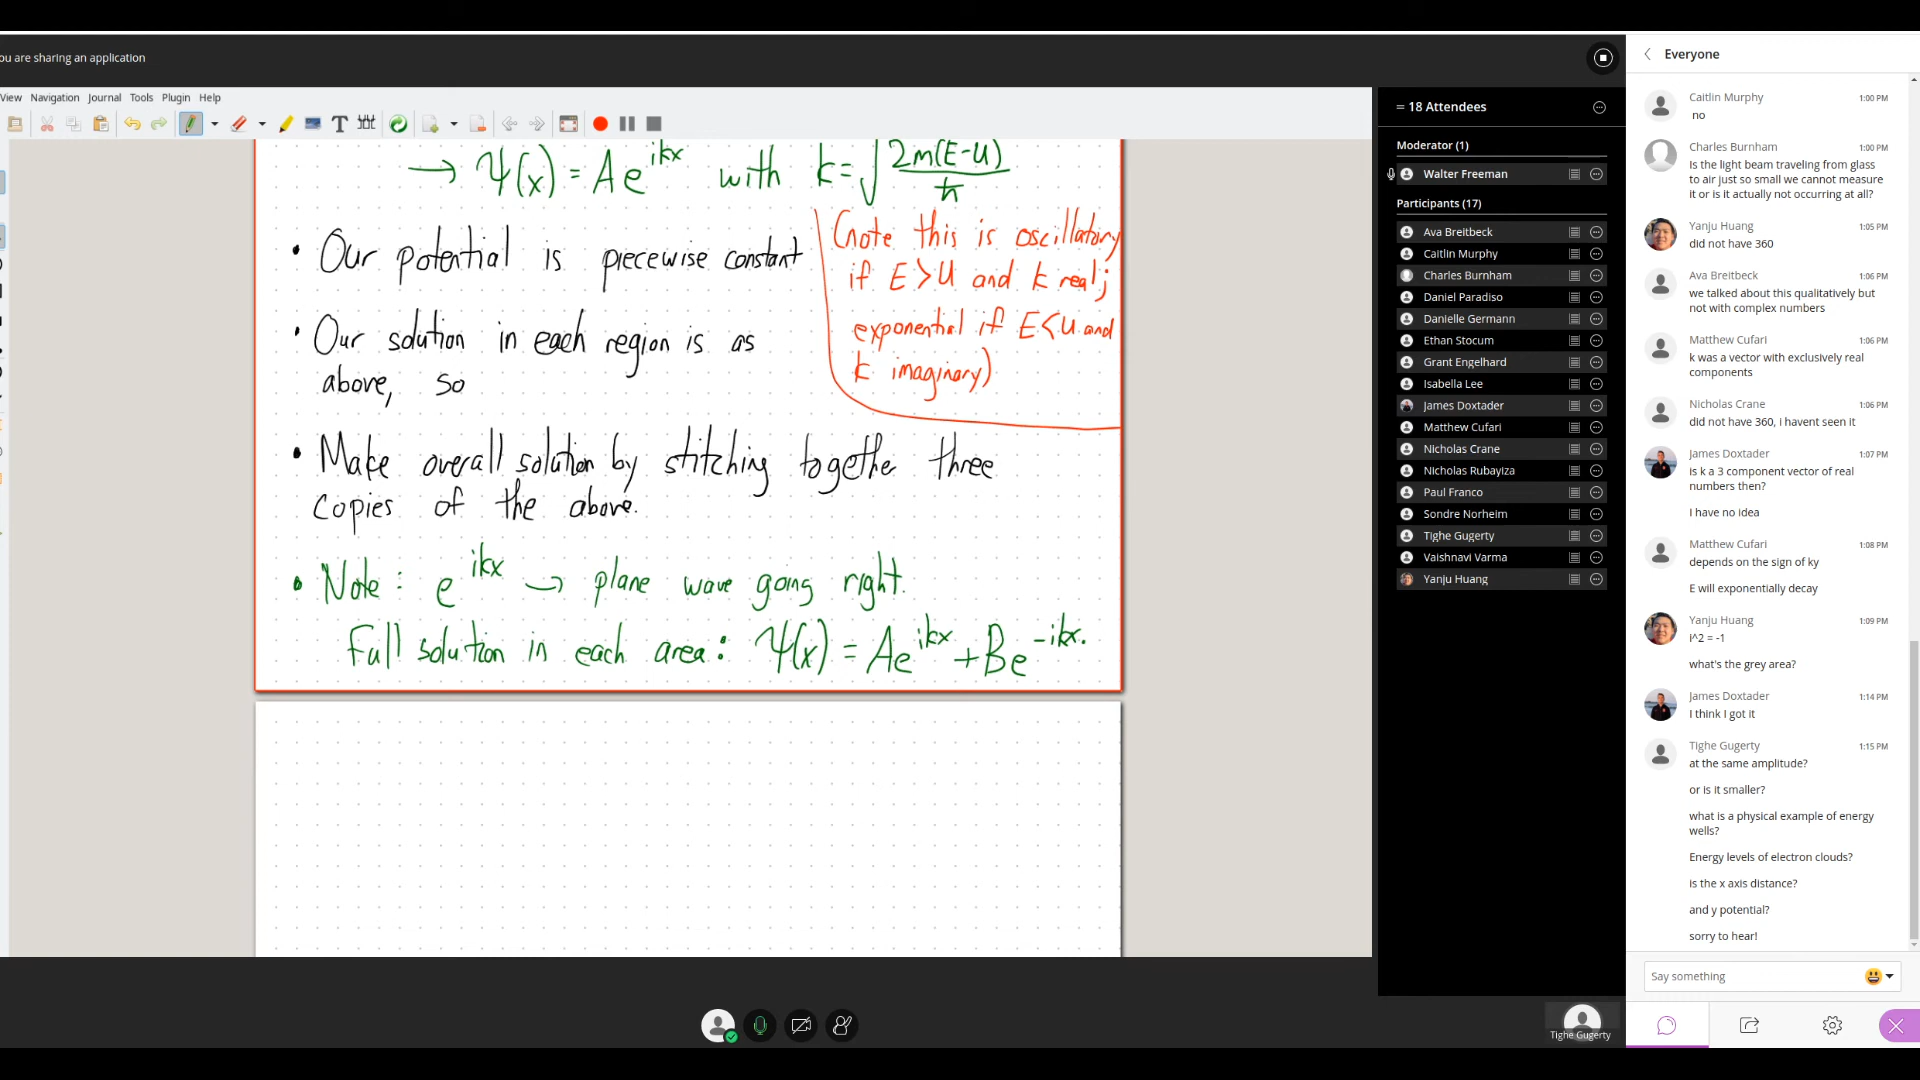 ou are sharing an application
View Navigation Journal Tools Plugin Help
→ Ψ(x) = Ae^{ikx} with k = √(2m(E-U)) / ħ
• Our potential is piecewise constant
• Our solution in each region is as
above, so
(note this is oscillatory
if E > U and k real;
exponential if E < U and
k imaginary)
• Make overall solution by stitching together three
copies of the above.
• Note: e^{ikx} → plane wave going right.
Full solution in each area: Ψ(x) = Ae^{ikx} + Be^{-ikx}.
18 Attendees
Moderator (1)
Walter Freeman
Participants (17)
Ava Breitbeck
Caitlin Murphy
Charles Burnham
Daniel Paradiso
Danielle Germann
Ethan Stocum
Grant Engelhard
Isabella Lee
James Doxtader
Matthew Cufari
Nicholas Crane
Nicholas Rubayiza
Paul Franco
Sondre Norheim
Tighe Gugerty
Vaishnavi Varma
Yanju Huang
Tighe Gugerty
Everyone
Caitlin Murphy 1:00 PM
no
Charles Burnham 1:00 PM
Is the light beam traveling from glass
to air just so small we cannot measure
it or is it actually not occurring at all?
Yanju Huang 1:05 PM
did not have 360
Ava Breitbeck 1:06 PM
we talked about this qualitatively but
not with complex numbers
Matthew Cufari 1:06 PM
k was a vector with exclusively real
components
Nicholas Crane 1:06 PM
did not have 360, i havent seen it
James Doxtader 1:07 PM
is k a 3 component vector of real
numbers then?
I have no idea
Matthew Cufari 1:08 PM
depends on the sign of ky
E will exponentially decay
Yanju Huang 1:09 PM
i^2 = -1
what's the grey area?
James Doxtader 1:14 PM
I think I got it
Tighe Gugerty 1:15 PM
at the same amplitude?
or is it smaller?
what is a physical example of energy
wells?
Energy levels of electron clouds?
is the x axis distance?
and y potential?
sorry to hear!
Say something